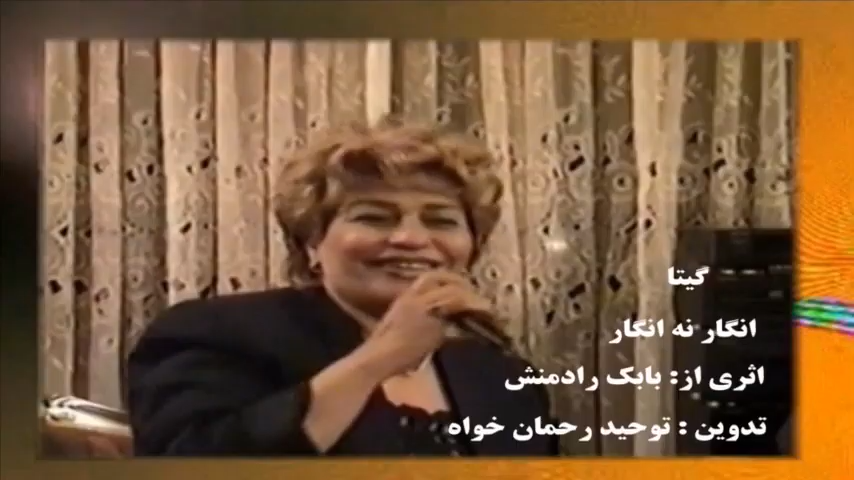 گیتا
انگار نه انگار
اثری از: بابک رادمنش
تدوین : توحید رحمان خواه